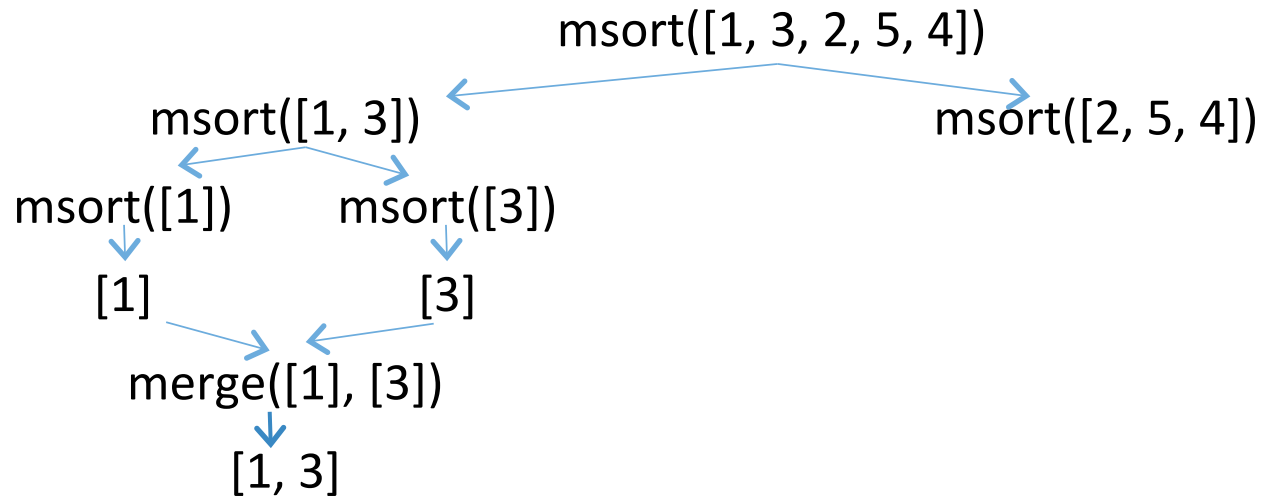 msort([1, 3, 2, 5, 4])
msort([1, 3])
msort([2, 5, 4])
msort([1])
msort([3])
[1]
[3]
merge([1], [3])
[1, 3]